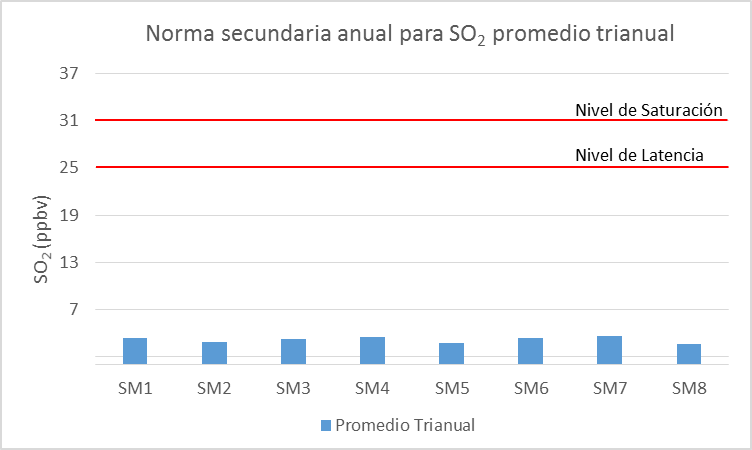 Norma secundaria anual para SO₂ promedio trianual
37
Nivel de Saturación
31
Nivel de Latencia
25
19
13
7
SO₂ (ppbv)
SM1 SM2 SM3 SM4 SM5 SM6 SM7 SM8
Promedio Trianual